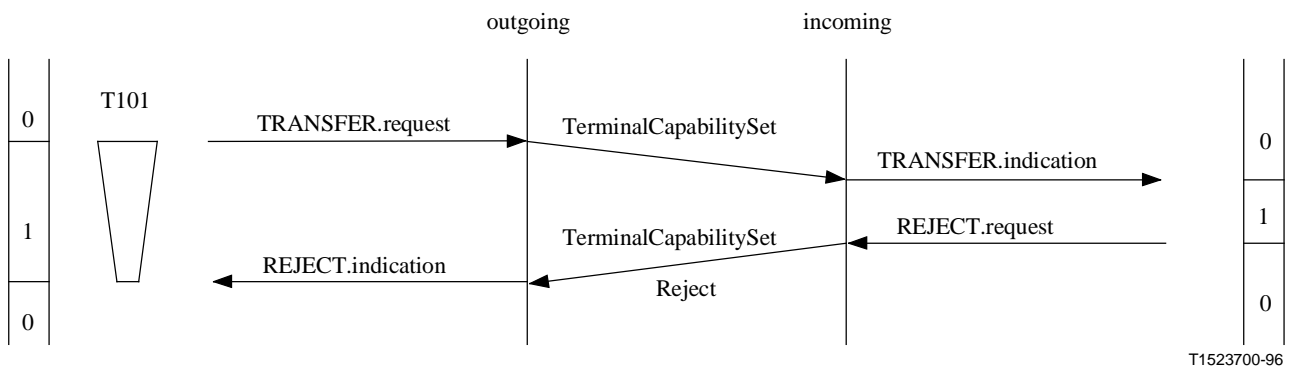 outgoing incoming
T101
0 TRANSFER.request TerminalCapabilitySet 0
TRANSFER.indication
1 TerminalCapabilitySet REJECT.request 1
REJECT.indication Reject
0 0
T1523700-96